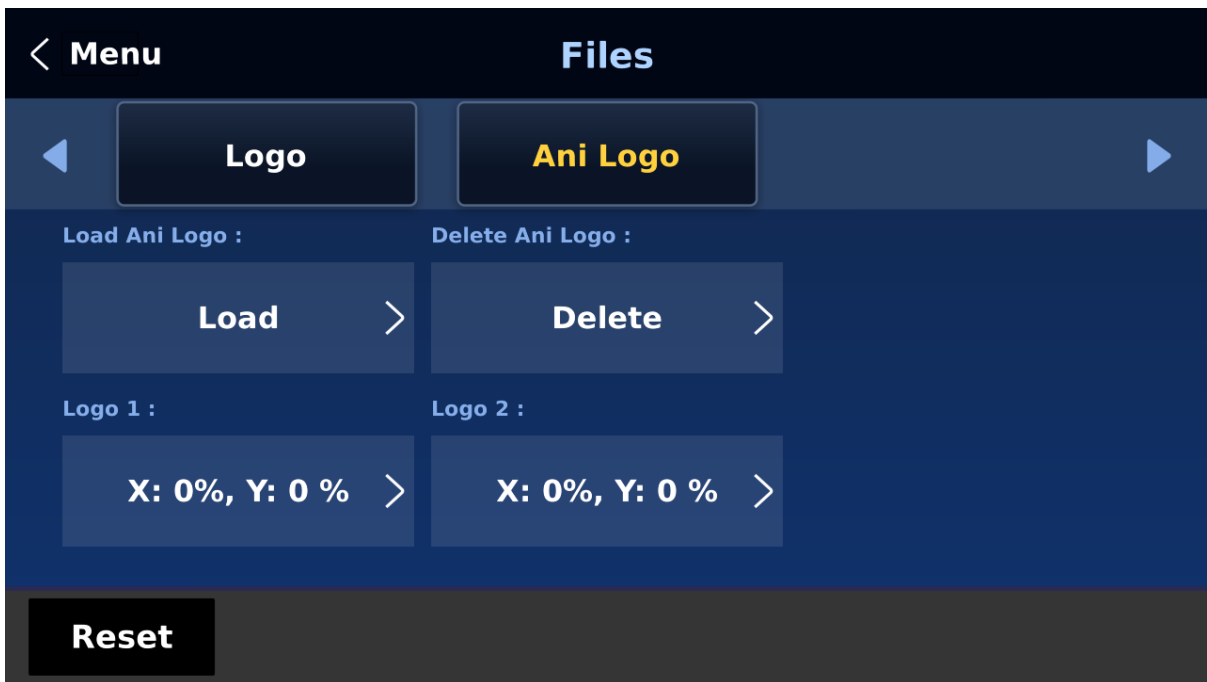 Menu
Files
Logo
Ani Logo
Load Ani Logo :
Delete Ani Logo :
Load
Delete
Logo 1 :
Logo 2 :
X: 0%, Y: 0 %
X: 0%, Y: 0 %
Reset